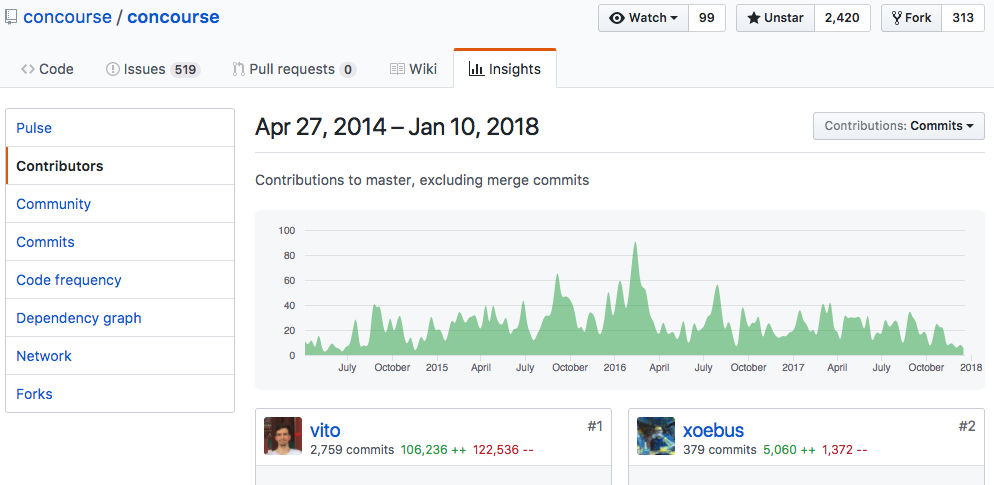 concourse / concourse
Watch 99 Unstar 2,420 Fork 313
Code Issues 519 Pull requests 0 Wiki Insights
Pulse
Contributors
Community
Commits
Code frequency
Dependency graph
Network
Forks
Apr 27, 2014 – Jan 10, 2018
Contributions: Commits
Contributions to master, excluding merge commits
100
80
60
40
20
0
July October 2015 April July October 2016 April July October 2017 April July October 2018
vito #1
2,759 commits 106,236 ++ 122,536 --
xoebus #2
379 commits 5,060 ++ 1,372 --